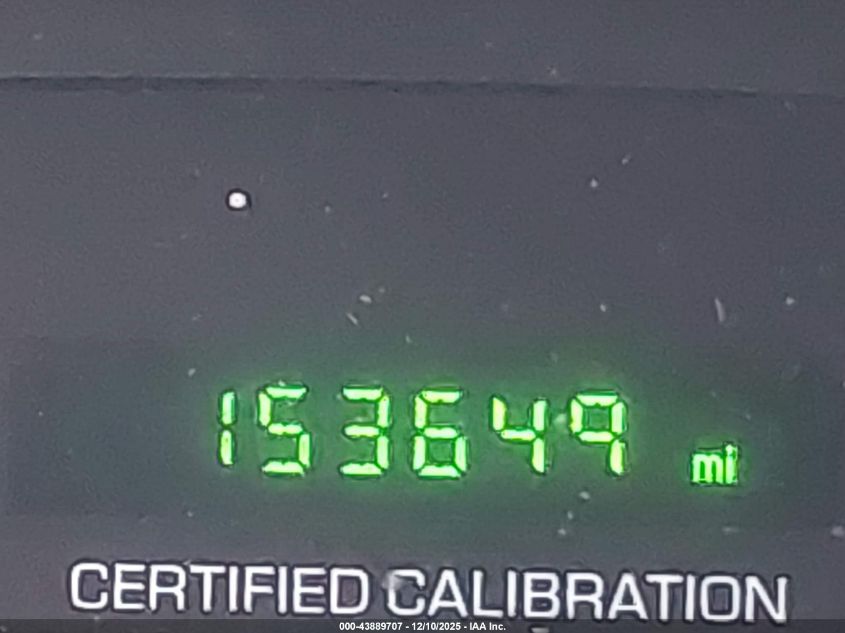 153649 mi
CERTIFIED CALIBRATION
000-43889707 - 12/10/2025 - IAA Inc.